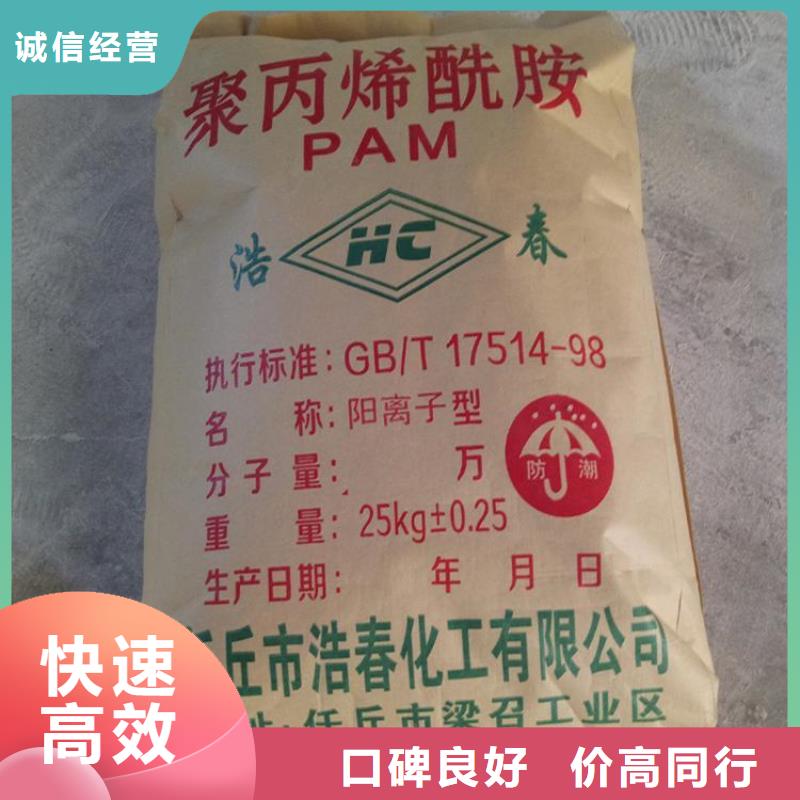 诚信经营
聚丙烯酰胺
PAM
浩 HC 春
执行标准: GB/T 17514-98
名 称: 阳离子型
分子量: 万
重 量: 25kg±0.25
防潮
生产日期: 年 月 日
丘市浩春化工有限公司
址:任丘市梁召工业区
快速
高效
口碑良好 价高同行